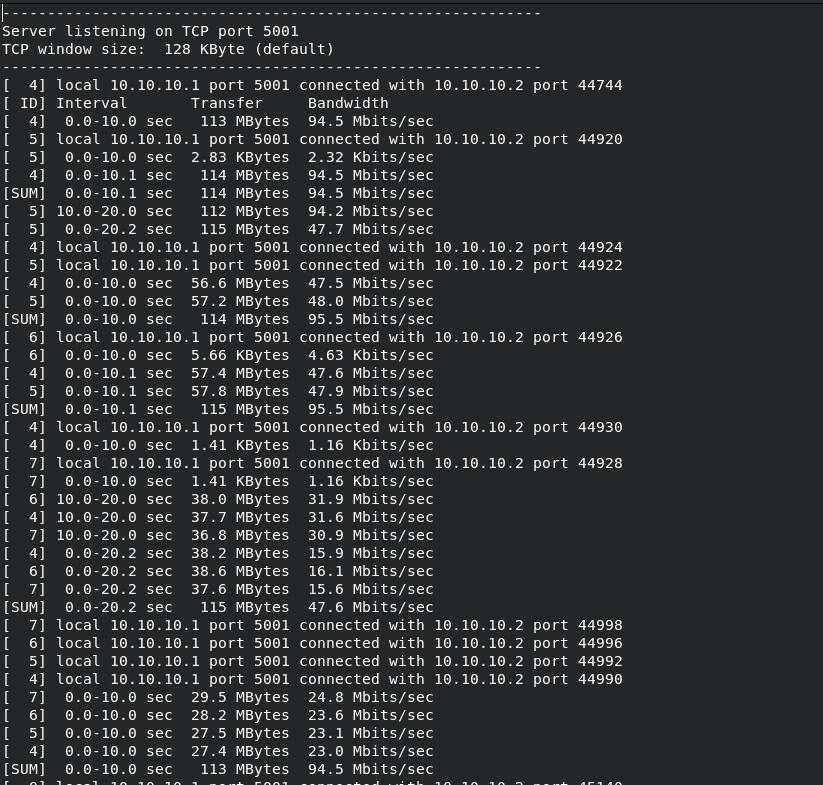 ------------------------------------------------------------
Server listening on TCP port 5001
TCP window size:  128 KByte (default)
------------------------------------------------------------
[  4] local 10.10.10.1 port 5001 connected with 10.10.10.2 port 44744
[ ID] Interval       Transfer     Bandwidth
[  4]  0.0-10.0 sec   113 MBytes  94.5 Mbits/sec
[  5] local 10.10.10.1 port 5001 connected with 10.10.10.2 port 44920
[  5]  0.0-10.0 sec  2.83 KBytes  2.32 Kbits/sec
[  4]  0.0-10.1 sec   114 MBytes  94.5 Mbits/sec
[SUM]  0.0-10.1 sec   114 MBytes  94.5 Mbits/sec
[  5] 10.0-20.0 sec   112 MBytes  94.2 Mbits/sec
[  5]  0.0-20.2 sec   115 MBytes  47.7 Mbits/sec
[  4] local 10.10.10.1 port 5001 connected with 10.10.10.2 port 44924
[  5] local 10.10.10.1 port 5001 connected with 10.10.10.2 port 44922
[  4]  0.0-10.0 sec  56.6 MBytes  47.5 Mbits/sec
[  5]  0.0-10.0 sec  57.2 MBytes  48.0 Mbits/sec
[SUM]  0.0-10.0 sec   114 MBytes  95.5 Mbits/sec
[  6] local 10.10.10.1 port 5001 connected with 10.10.10.2 port 44926
[  6]  0.0-10.0 sec  5.66 KBytes  4.63 Kbits/sec
[  4]  0.0-10.1 sec  57.4 MBytes  47.6 Mbits/sec
[  5]  0.0-10.1 sec  57.8 MBytes  47.9 Mbits/sec
[SUM]  0.0-10.1 sec   115 MBytes  95.5 Mbits/sec
[  4] local 10.10.10.1 port 5001 connected with 10.10.10.2 port 44930
[  4]  0.0-10.0 sec  1.41 KBytes  1.16 Kbits/sec
[  7] local 10.10.10.1 port 5001 connected with 10.10.10.2 port 44928
[  7]  0.0-10.0 sec  1.41 KBytes  1.16 Kbits/sec
[  6] 10.0-20.0 sec  38.0 MBytes  31.9 Mbits/sec
[  4] 10.0-20.0 sec  37.7 MBytes  31.6 Mbits/sec
[  7] 10.0-20.0 sec  36.8 MBytes  30.9 Mbits/sec
[  4]  0.0-20.2 sec  38.2 MBytes  15.9 Mbits/sec
[  6]  0.0-20.2 sec  38.6 MBytes  16.1 Mbits/sec
[  7]  0.0-20.2 sec  37.6 MBytes  15.6 Mbits/sec
[SUM]  0.0-20.2 sec   115 MBytes  47.6 Mbits/sec
[  7] local 10.10.10.1 port 5001 connected with 10.10.10.2 port 44998
[  6] local 10.10.10.1 port 5001 connected with 10.10.10.2 port 44996
[  5] local 10.10.10.1 port 5001 connected with 10.10.10.2 port 44992
[  4] local 10.10.10.1 port 5001 connected with 10.10.10.2 port 44990
[  7]  0.0-10.0 sec  29.5 MBytes  24.8 Mbits/sec
[  6]  0.0-10.0 sec  28.2 MBytes  23.6 Mbits/sec
[  5]  0.0-10.0 sec  27.5 MBytes  23.1 Mbits/sec
[  4]  0.0-10.0 sec  27.4 MBytes  23.0 Mbits/sec
[SUM]  0.0-10.0 sec   113 MBytes  94.5 Mbits/sec